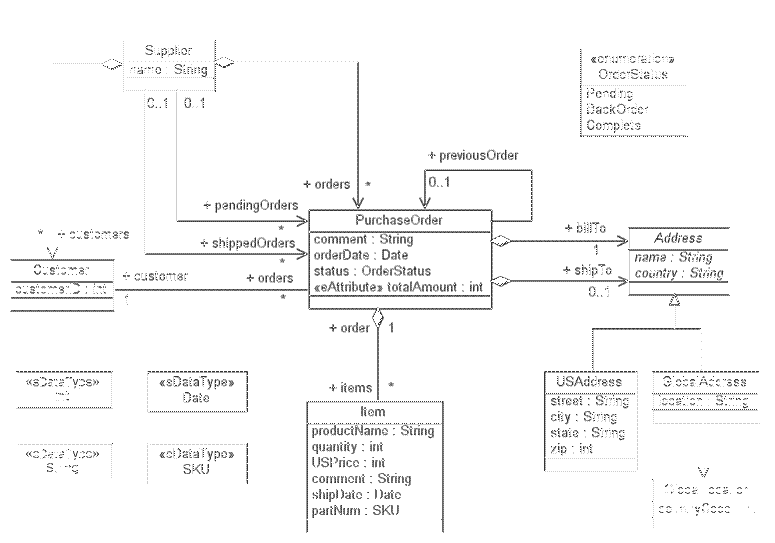 Supplier
name : String
0..1
0..1
«enumeration»
OrderStatus
Pending
BackOrder
Complete
+ previousOrder
0..1
+ orders
*
+ pendingOrders
*
+ shippedOrders
*
* + customers
PurchaseOrder
comment : String
orderDate : Date
status : OrderStatus
«eAttribute» totalAmount : int
+ billTo
1
+ shipTo
0..1
Address
name : String
country : String
Customer
customerID : int
+ customer
1
+ orders
*
+ order
1
+ items
*
Item
productName : String
quantity : int
USPrice : int
comment : String
shipDate : Date
partNum : SKU
«eDataType»
int
«eDataType»
Date
«eDataType»
String
«eDataType»
SKU
USAddress
street : String
city : String
state : String
zip : int
GlobalAddress
location : String
GlobalLocation
countryCode